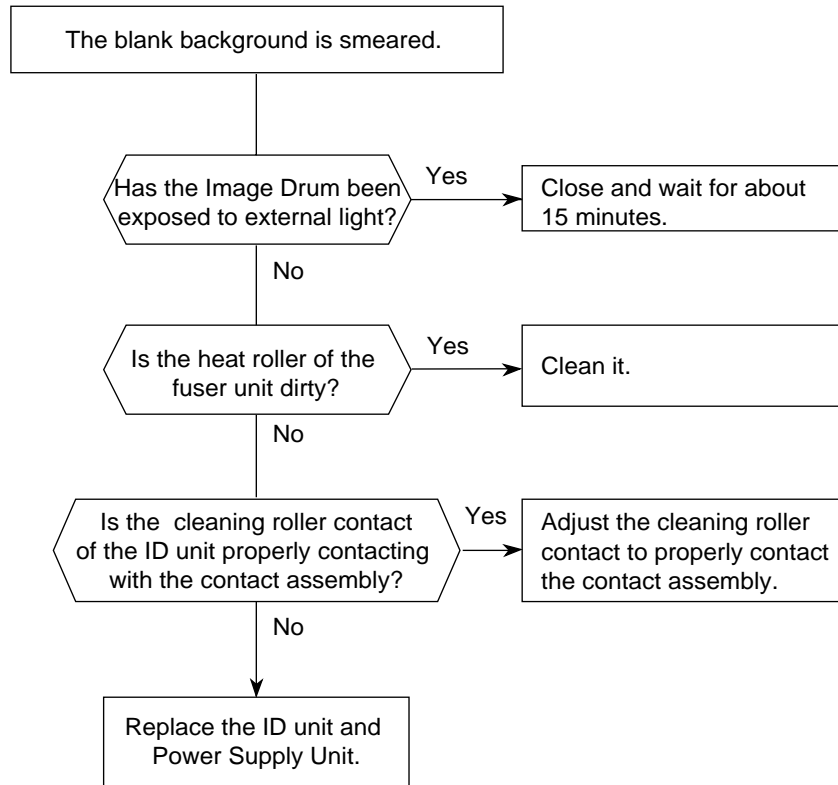 The blank background is smeared.
Has the Image Drum been
exposed to external light?
Yes
Close and wait for about
15 minutes.
No
Is the heat roller of the
fuser unit dirty?
Yes
Clean it.
No
Is the cleaning roller contact
of the ID unit properly contacting
with the contact assembly?
Yes
Adjust the cleaning roller
contact to properly contact
the contact assembly.
No
Replace the ID unit and
Power Supply Unit.